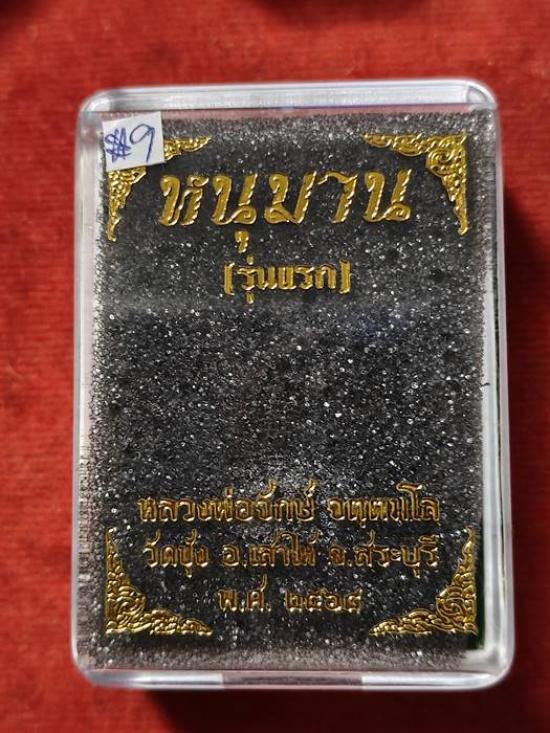 #9
หนุมาน
(รุ่นแรก)
หลวงพ่อจักษ์ จตฺตมโล
วัดชุ้ง อ.เสาไห้ จ.สระบุรี
พ.ศ. ๒๕๖๔